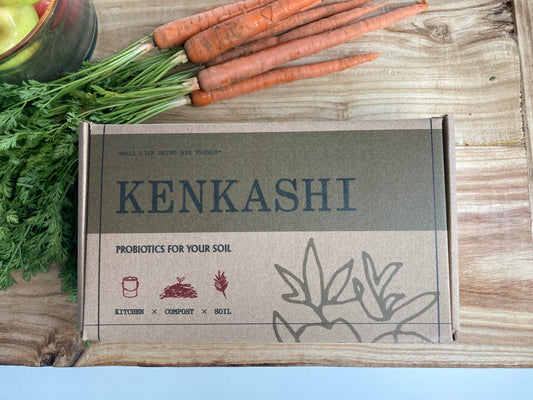 SMALL LIFE DOING BIG THINGS™
KENKASHI
PROBIOTICS FOR YOUR SOIL
KITCHEN × COMPOST × SOIL